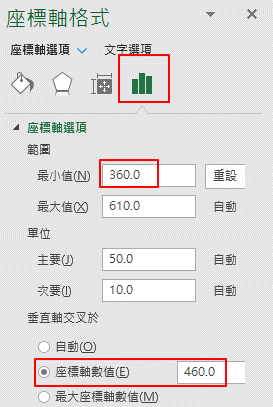 座標軸格式
座標軸選項 文字選項
座標軸選項
範圍
最小值(N) 360.0 重設
最大值(X) 610.0 自動
單位
主要(J) 50.0 自動
次要(I) 10.0 自動
垂直軸交叉於
自動(O)
座標軸數值(E) 460.0
最大座標軸數值(M)